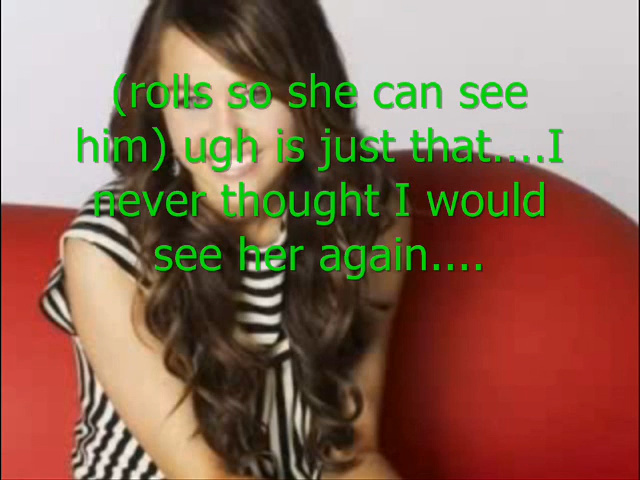 (rolls so she can see
him) ugh is just that....I
never thought I would
see her again....